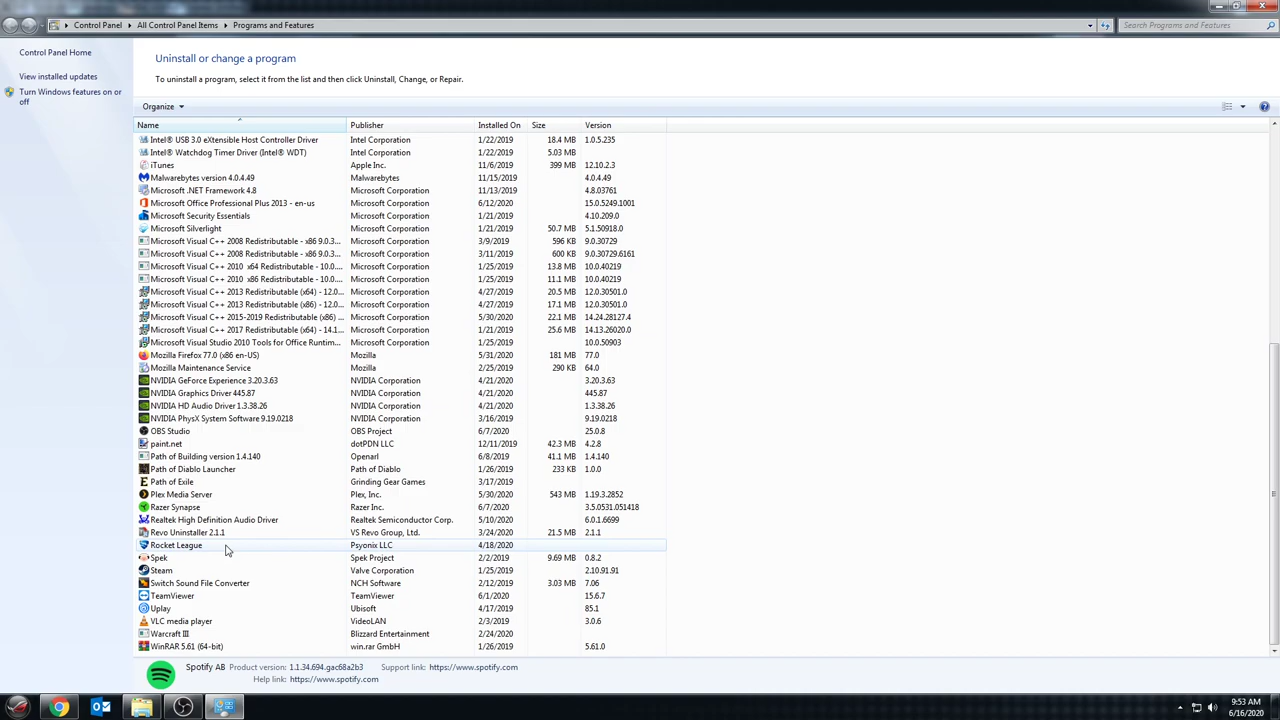 Control Panel All Control Panel Items Programs and Features Search Programs and Features
Control Panel Home
View installed updates
Turn Windows features on or
off
Uninstall or change a program
To uninstall a program, select it from the list and then click Uninstall, Change, or Repair.
Organize
Name Publisher Installed On Size Version
Intel® USB 3.0 eXtensible Host Controller Driver Intel Corporation 1/22/2019 18.4 MB 1.0.5.235
Intel® Watchdog Timer Driver (Intel® WDT) Intel Corporation 1/22/2019 5.03 MB
iTunes Apple Inc. 11/6/2019 399 MB 12.10.2.3
Malwarebytes version 4.0.4.49 Malwarebytes 11/15/2019 4.0.4.49
Microsoft .NET Framework 4.8 Microsoft Corporation 11/13/2019 4.8.03761
Microsoft Office Professional Plus 2013 - en-us Microsoft Corporation 6/12/2020 15.0.5249.1001
Microsoft Security Essentials Microsoft Corporation 1/21/2019 4.10.209.0
Microsoft Silverlight Microsoft Corporation 1/21/2019 50.7 MB 5.1.50918.0
Microsoft Visual C++ 2008 Redistributable - x86 9.0.3... Microsoft Corporation 3/9/2019 596 KB 9.0.30729
Microsoft Visual C++ 2008 Redistributable - x86 9.0.3... Microsoft Corporation 3/11/2019 600 KB 9.0.30729.6161
Microsoft Visual C++ 2010 x64 Redistributable - 10.0.... Microsoft Corporation 1/25/2019 13.8 MB 10.0.40219
Microsoft Visual C++ 2010 x86 Redistributable - 10.0.... Microsoft Corporation 1/25/2019 11.1 MB 10.0.40219
Microsoft Visual C++ 2013 Redistributable (x64) - 12.0... Microsoft Corporation 4/27/2019 20.5 MB 12.0.30501.0
Microsoft Visual C++ 2013 Redistributable (x86) - 12.0... Microsoft Corporation 4/27/2019 17.1 MB 12.0.30501.0
Microsoft Visual C++ 2015-2019 Redistributable (x86) ... Microsoft Corporation 5/30/2020 22.1 MB 14.24.28127.4
Microsoft Visual C++ 2017 Redistributable (x64) - 14.1... Microsoft Corporation 1/21/2019 25.6 MB 14.13.26020.0
Microsoft Visual Studio 2010 Tools for Office Runtim... Microsoft Corporation 1/25/2019 10.0.50903
Mozilla Firefox 77.0 (x86 en-US) Mozilla 5/31/2020 181 MB 77.0
Mozilla Maintenance Service Mozilla 2/25/2019 290 KB 64.0
NVIDIA GeForce Experience 3.20.3.63 NVIDIA Corporation 4/21/2020 3.20.3.63
NVIDIA Graphics Driver 445.87 NVIDIA Corporation 4/21/2020 445.87
NVIDIA HD Audio Driver 1.3.38.26 NVIDIA Corporation 4/21/2020 1.3.38.26
NVIDIA PhysX System Software 9.19.0218 NVIDIA Corporation 3/16/2019 9.19.0218
OBS Studio OBS Project 6/7/2020 25.0.8
paint.net dotPDN LLC 12/11/2019 42.3 MB 4.2.8
Path of Building version 1.4.140 Openarl 6/8/2019 41.1 MB 1.4.140
Path of Diablo Launcher Path of Diablo 1/26/2019 233 KB 1.0.0
Path of Exile Grinding Gear Games 3/17/2019
Plex Media Server Plex, Inc. 5/30/2020 543 MB 1.19.3.2852
Razer Synapse Razer Inc. 6/7/2020 3.5.0531.051418
Realtek High Definition Audio Driver Realtek Semiconductor Corp. 5/10/2020 6.0.1.6699
Revo Uninstaller 2.1.1 VS Revo Group, Ltd. 3/24/2020 21.5 MB 2.1.1
Rocket League Psyonix LLC 4/18/2020
Spek Spek Project 2/2/2019 9.69 MB 0.8.2
Steam Valve Corporation 1/25/2019 2.10.91.91
Switch Sound File Converter NCH Software 2/12/2019 3.03 MB 7.06
TeamViewer TeamViewer 6/1/2020 15.6.7
Uplay Ubisoft 4/17/2019 85.1
VLC media player VideoLAN 2/3/2019 3.0.6
Warcraft III Blizzard Entertainment 2/24/2020
WinRAR 5.61 (64-bit) win.rar GmbH 1/26/2019 5.61.0
Spotify AB Product version: 1.1.34.694.gac68a2b3 Support link: https://www.spotify.com
Help link: https://www.spotify.com
9:53 AM
6/16/2020